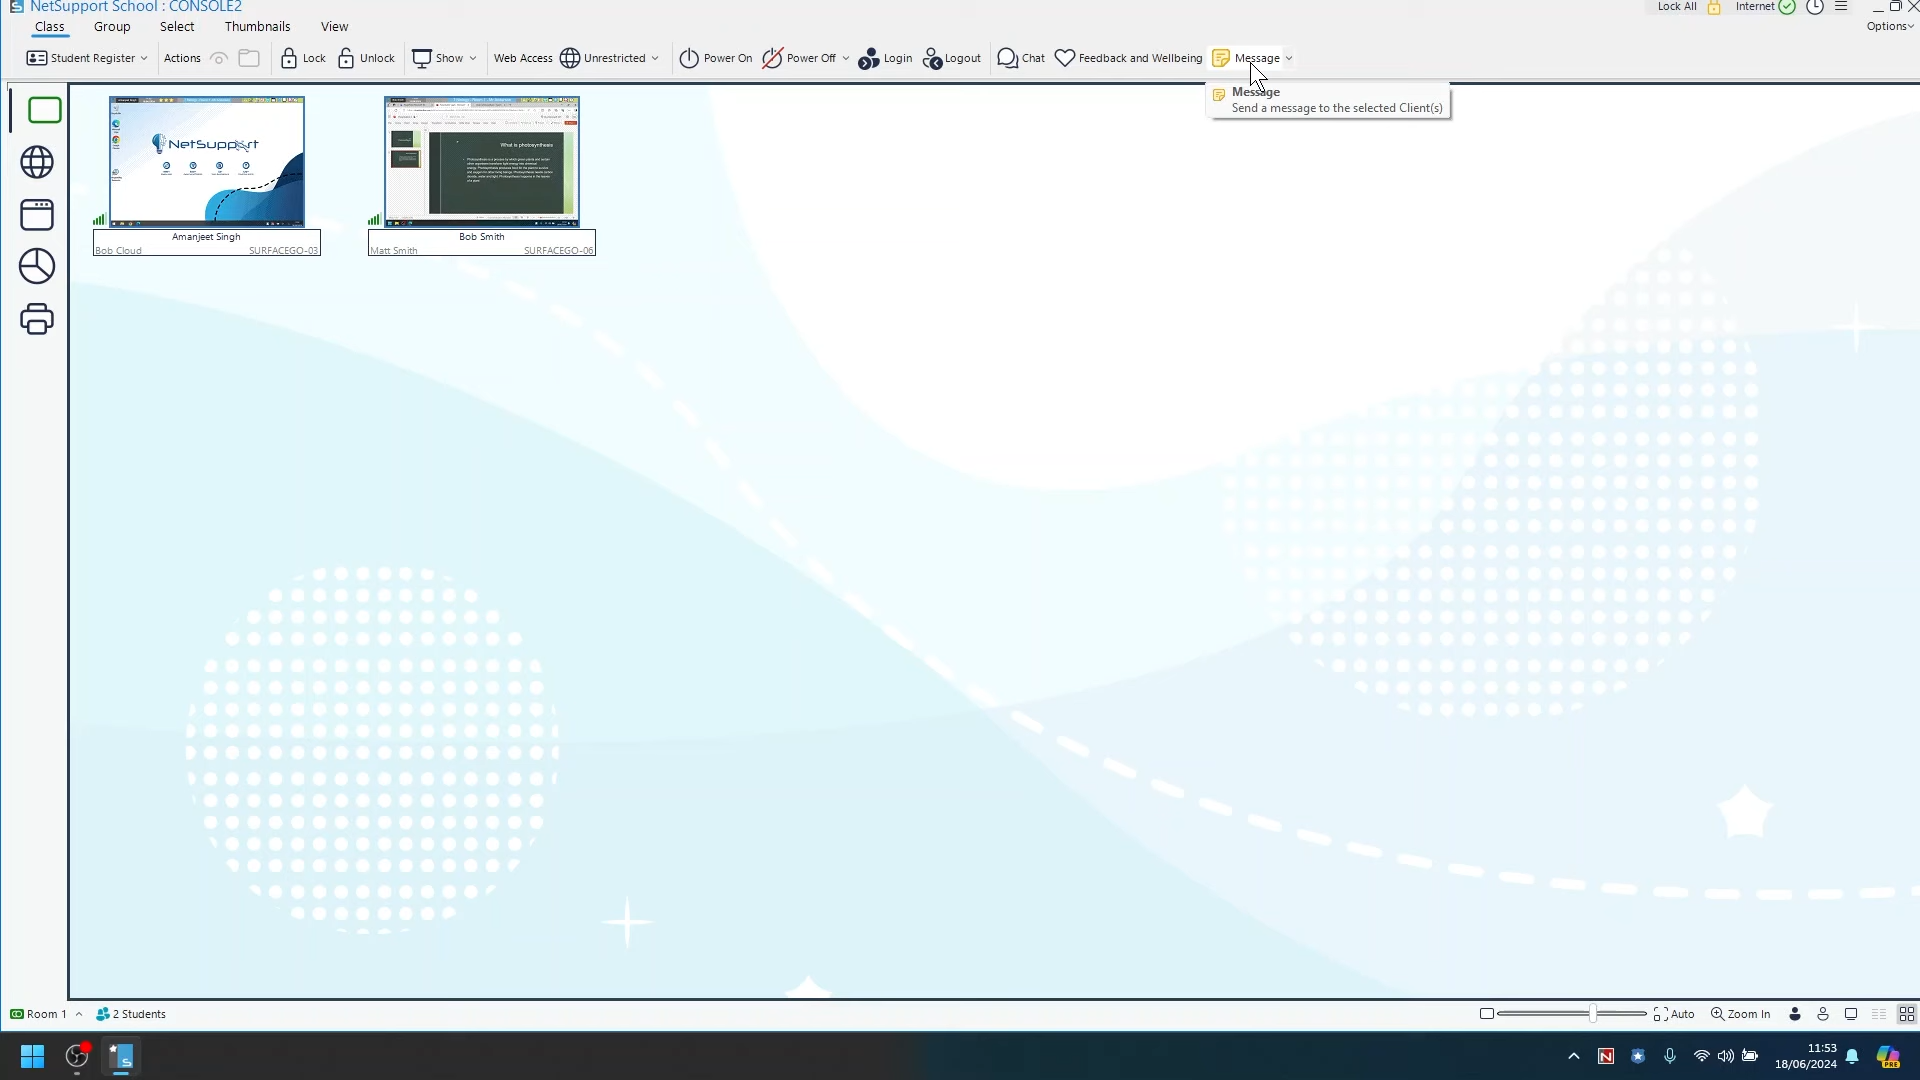 NetSupport School : CONSOLE2
Lock All Internet
Class Group Select Thumbnails View Options
Student Register Actions Lock Unlock Show Web Access Unrestricted Power On Power Off Login Logout Chat Feedback and Wellbeing Message
Message
Send a message to the selected Client(s)
NetSupport
What is photosynthesis
Amanjeet Singh
Bob Cloud SURFACEGO-03
Bob Smith
Matt Smith SURFACEGO-06
Room 1 2 Students Auto Zoom In
11:53
18/06/2024